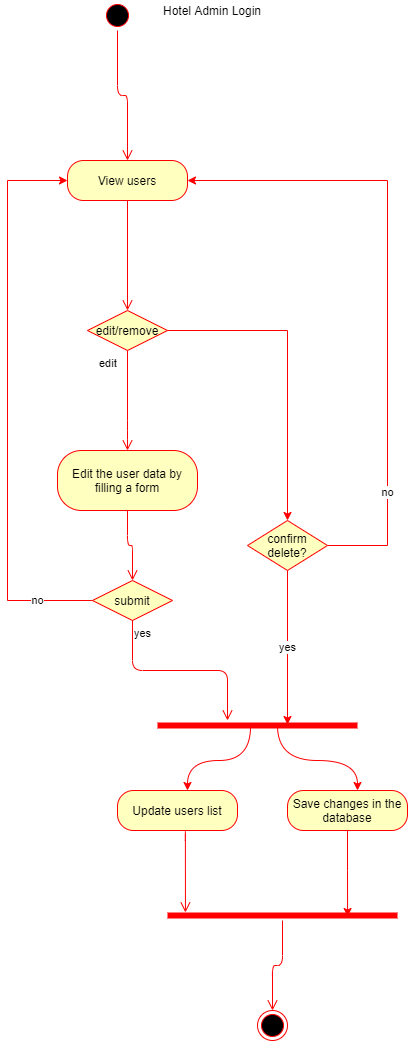 Hotel Admin Login
View users
edit/remove
edit
Edit the user data by
filling a form
no
confirm
delete?
no
submit
yes
yes
Update users list
Save changes in the
database